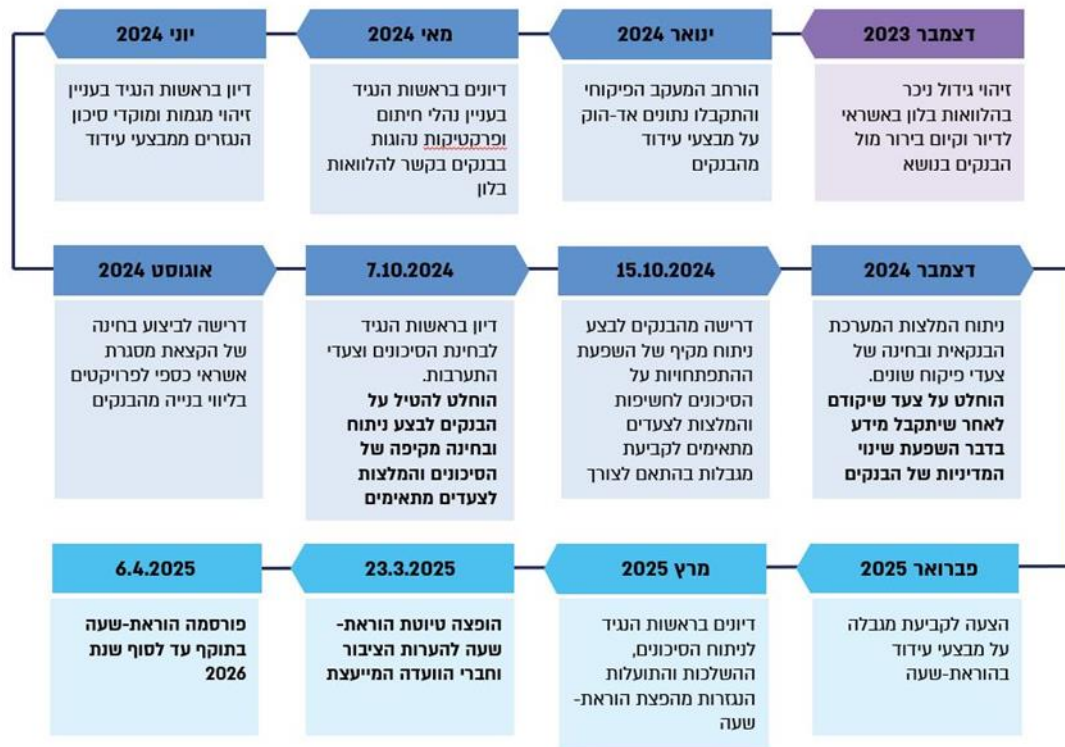 דצמבר 2023
זיהוי גידול ניכר
בהלוואות בלון באשראי
לדיור וקיום בירור מול
הבנקים בנושא
ינואר 2024
הורחב המעקב הפיקוחי
והתקבלו נתונים אד-הוק
על מבצעי עידוד
מהבנקים
מאי 2024
דיונים בראשות הנגיד
בעניין נהלי חיתום
ופרקטיקות נהוגות
בבנקים בקשר להלוואות
בלון
יוני 2024
דיון בראשות הנגיד בעניין
זיהוי מגמות ומוקדי סיכון
הנגזרים ממבצעי עידוד
אוגוסט 2024
דרישה לביצוע בחינה
של הקצאת מסגרת
אשראי כספי לפרויקטים
בליווי בנייה מהבנקים
7.10.2024
דיון בראשות הנגיד
לבחינת הסיכונים וצעדי
התערבות.
הוחלט להטיל על
הבנקים לבצע ניתוח
ובחינה מקיפה של
הסיכונים והמלצות
לצעדים מתאימים
15.10.2024
דרישה מהבנקים לבצע
ניתוח מקיף של השפעת
ההתפתחויות על
הסיכונים לחשיפות
והמלצות לצעדים
מתאימים לקביעת
מגבלות בהתאם לצורך
דצמבר 2024
ניתוח המלצות המערכת
הבנקאית ובחינה של
צעדי פיקוח שונים.
הוחלט על צעד שיקודם
לאחר שיתקבל מידע
בדבר השפעת שינוי
המדיניות של הבנקים
פברואר 2025
הצעה לקביעת מגבלה
על מבצעי עידוד
בהוראת-שעה
מרץ 2025
דיונים בראשות הנגיד
לניתוח הסיכונים,
ההשלכות והתועלות
הנגזרות מהפצת הוראת-
שעה
23.3.2025
הופצה טיוטת הוראת-
שעה להערות הציבור
וחברי הוועדה המייעצת
6.4.2025
פורסמה הוראת-שעה
בתוקף עד לסוף שנת
2026